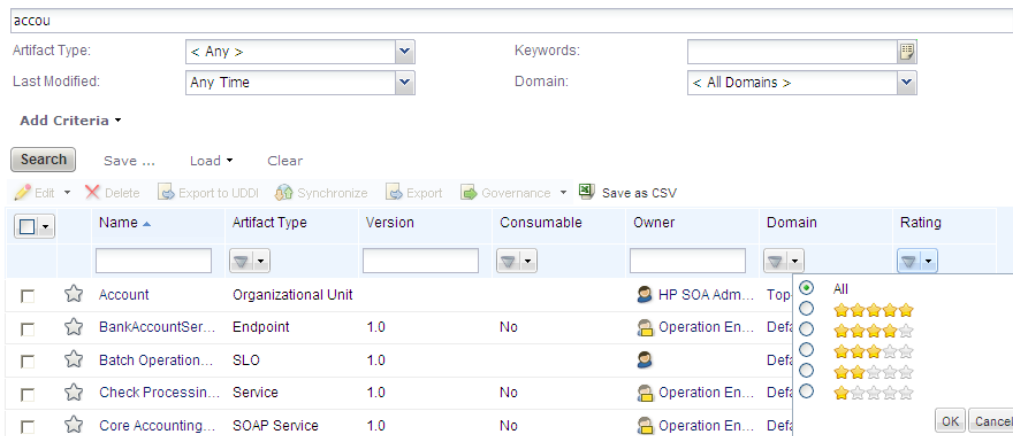 accou
Artifact Type: < Any > Keywords:
Last Modified: Any Time Domain: < All Domains >
Add Criteria
Search Save ... Load Clear
Edit Delete Export to UDDI Synchronize Export Governance Save as CSV
Name Artifact Type Version Consumable Owner Domain Rating
Account Organizational Unit HP SOA Adm... Top- All
BankAccountSer... Endpoint 1.0 No Operation En... Defa
Batch Operation... SLO 1.0 Defa
Check Processin... Service 1.0 No Operation En... Defa
Core Accounting... SOAP Service 1.0 No Operation En... Defa OK Cancel